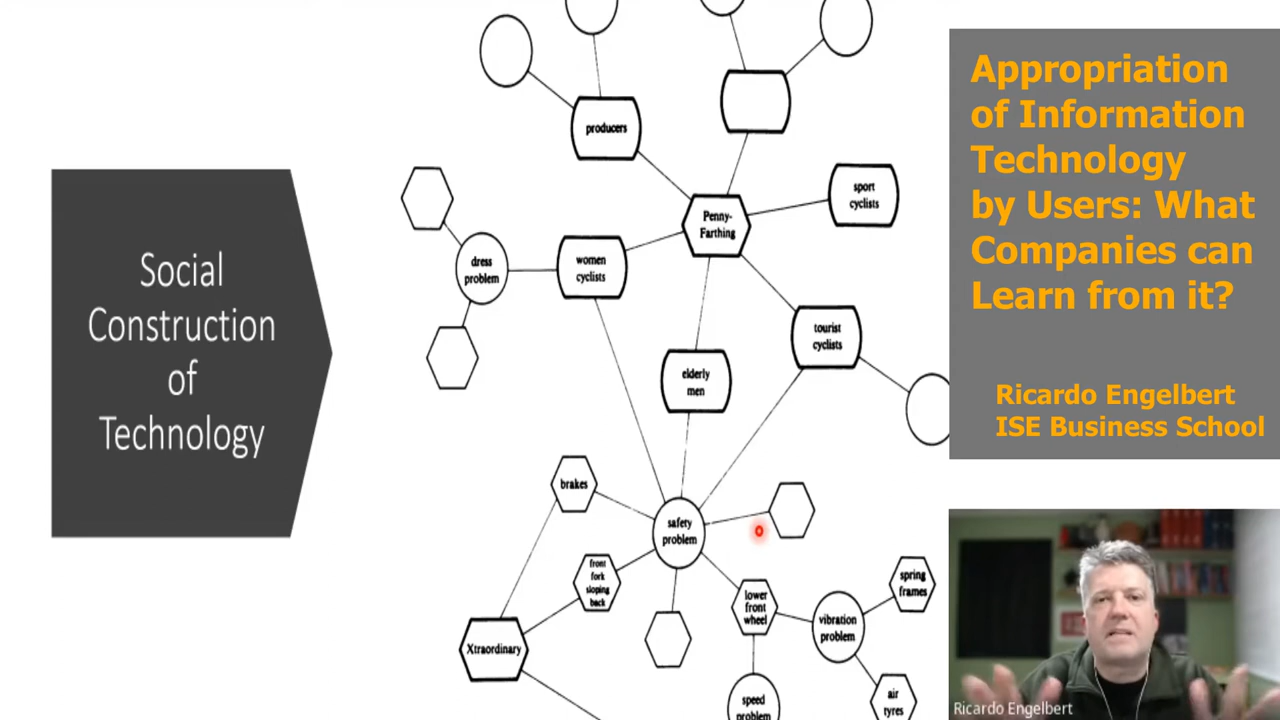 Social
Construction
of
Technology
producers
Penny-
Farthing
sport
cyclists
dress
problem
women
cyclists
tourist
cyclists
elderly
men
brakes
safety
problem
front
fork
sloping
back
lower
front
wheel
vibration
problem
spring
frames
Xtraordinary
speed
problem
air
tyres
Appropriation
of Information
Technology
by Users: What
Companies can
Learn from it?
Ricardo Engelbert
ISE Business School
Ricardo Engelbert